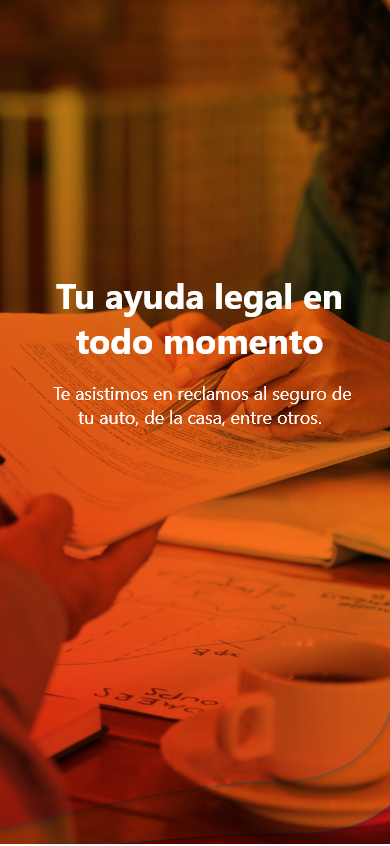 Tu ayuda legal en
todo momento
Te asistimos en reclamos al seguro de
tu auto, de la casa, entre otros.